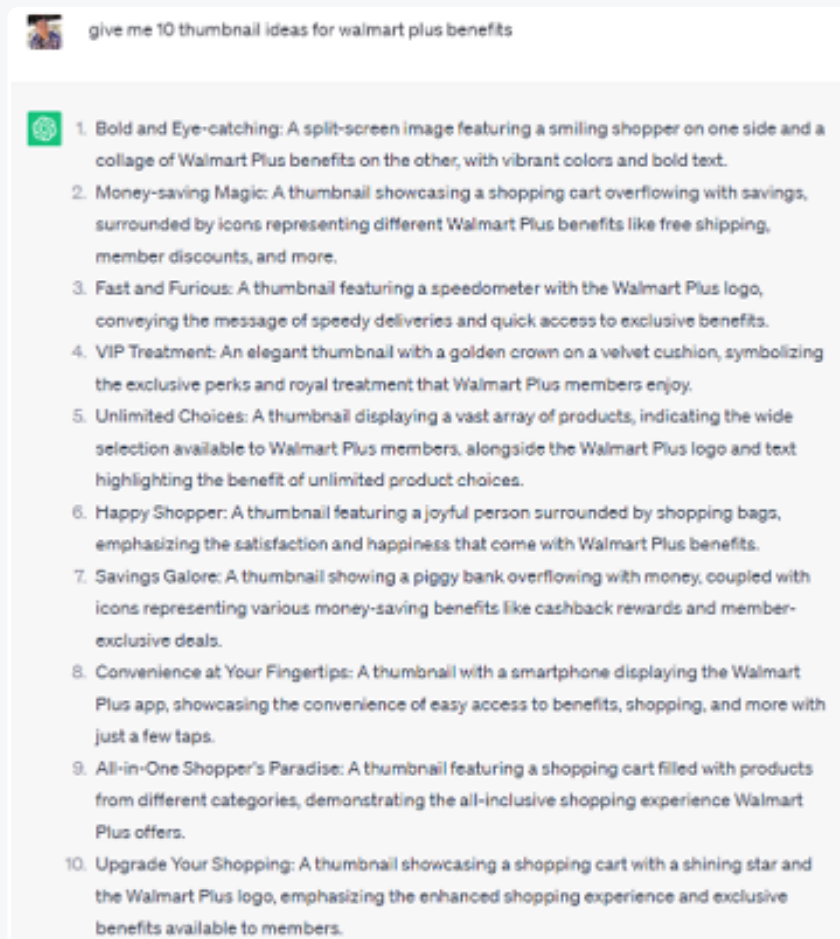 give me 10 thumbnail ideas for walmart plus benefits
1. Bold and Eye-catching: A split-screen image featuring a smiling shopper on one side and a
collage of Walmart Plus benefits on the other, with vibrant colors and bold text.
2. Money-saving Magic: A thumbnail showcasing a shopping cart overflowing with savings,
surrounded by icons representing different Walmart Plus benefits like free shipping,
member discounts, and more.
3. Fast and Furious: A thumbnail featuring a speedometer with the Walmart Plus logo,
conveying the message of speedy deliveries and quick access to exclusive benefits.
4. VIP Treatment: An elegant thumbnail with a golden crown on a velvet cushion, symbolizing
the exclusive perks and royal treatment that Walmart Plus members enjoy.
5. Unlimited Choices: A thumbnail displaying a vast array of products, indicating the wide
selection available to Walmart Plus members, alongside the Walmart Plus logo and text
highlighting the benefit of unlimited product choices.
6. Happy Shopper: A thumbnail featuring a joyful person surrounded by shopping bags,
emphasizing the satisfaction and happiness that come with Walmart Plus benefits.
7. Savings Galore: A thumbnail showing a piggy bank overflowing with money, coupled with
icons representing various money-saving benefits like cashback rewards and member-
exclusive deals.
8. Convenience at Your Fingertips: A thumbnail with a smartphone displaying the Walmart
Plus app, showcasing the convenience of easy access to benefits, shopping, and more with
just a few taps.
9. All-in-One Shopper's Paradise: A thumbnail featuring a shopping cart filled with products
from different categories, demonstrating the all-inclusive shopping experience Walmart
Plus offers.
10. Upgrade Your Shopping: A thumbnail showcasing a shopping cart with a shining star and
the Walmart Plus logo, emphasizing the enhanced shopping experience and exclusive
benefits available to members.